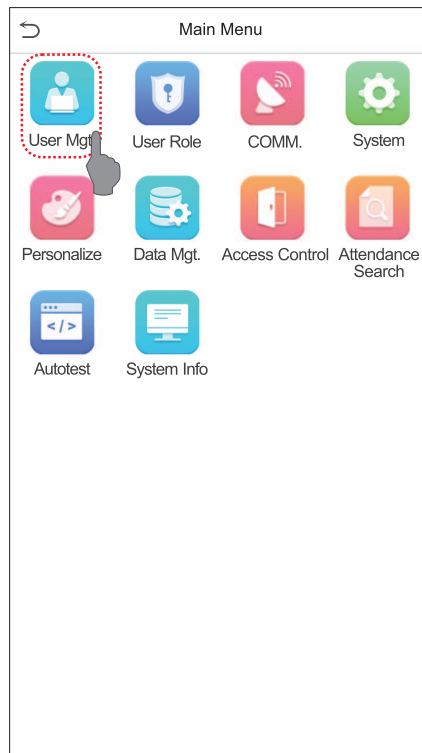 Main Menu
User Mgt
User Role
COMM.
System
Personalize
Data Mgt.
Access Control
Attendance
Search
</>
Autotest
System Info